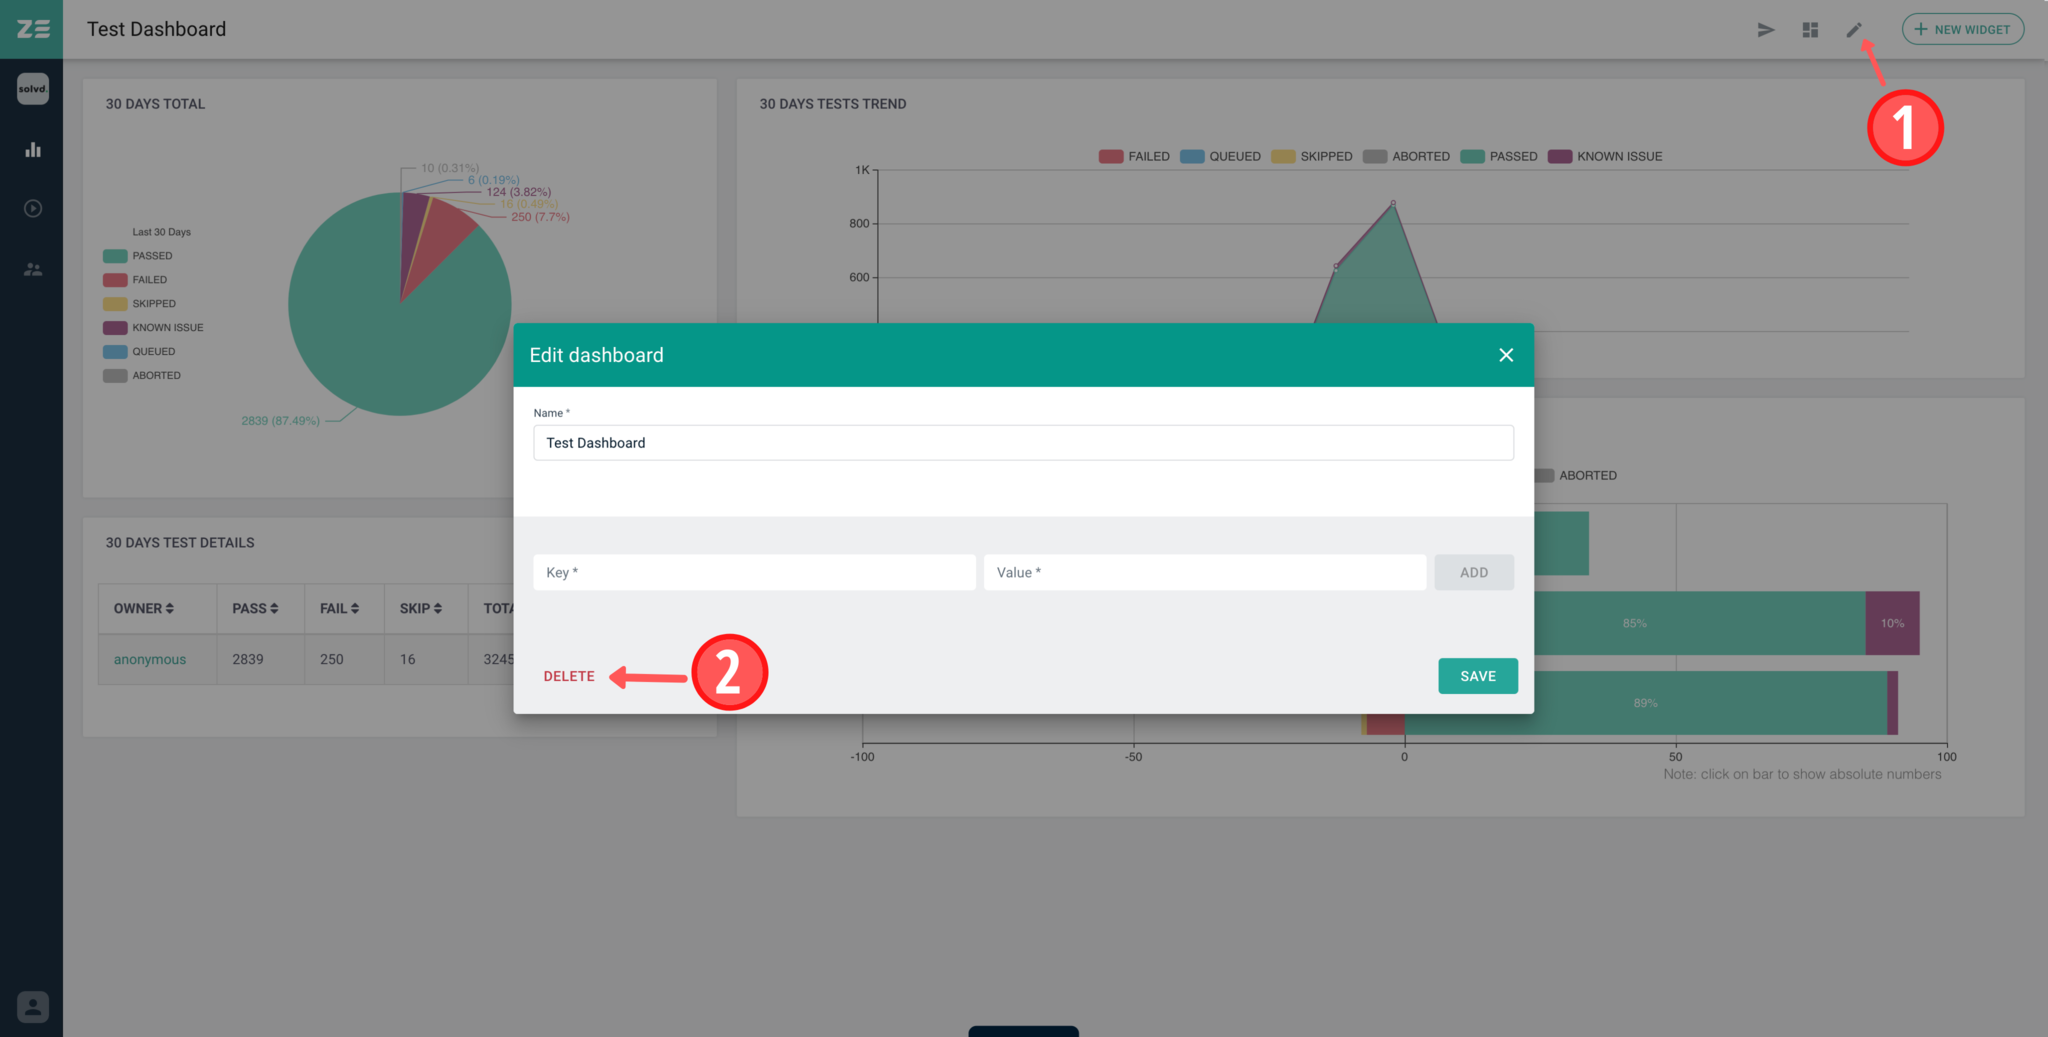 ZE
Test Dashboard
NEW WIDGET
solvd.
1
30 DAYS TOTAL
10 (0.31%)
6 (0.19%)
124 (3.82%)
16 (0.49%)
250 (7.7%)
Last 30 Days
PASSED
FAILED
SKIPPED
KNOWN ISSUE
QUEUED
ABORTED
2839 (87.49%)
30 DAYS TESTS TREND
FAILED QUEUED SKIPPED ABORTED PASSED KNOWN ISSUE
1K
800
600
Edit dashboard
Name *
Test Dashboard
Key *
Value *
ADD
DELETE
2
SAVE
30 DAYS TEST DETAILS
OWNER PASS FAIL SKIP TOTA
anonymous 2839 250 16 3245
ABORTED
85%
10%
89%
-100 -50 0 50 100
Note: click on bar to show absolute numbers